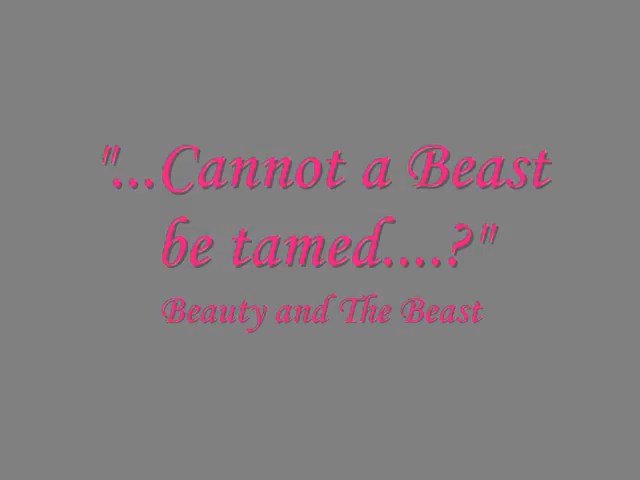 "...Cannot a Beast
be tamed....?"
Beauty and The Beast